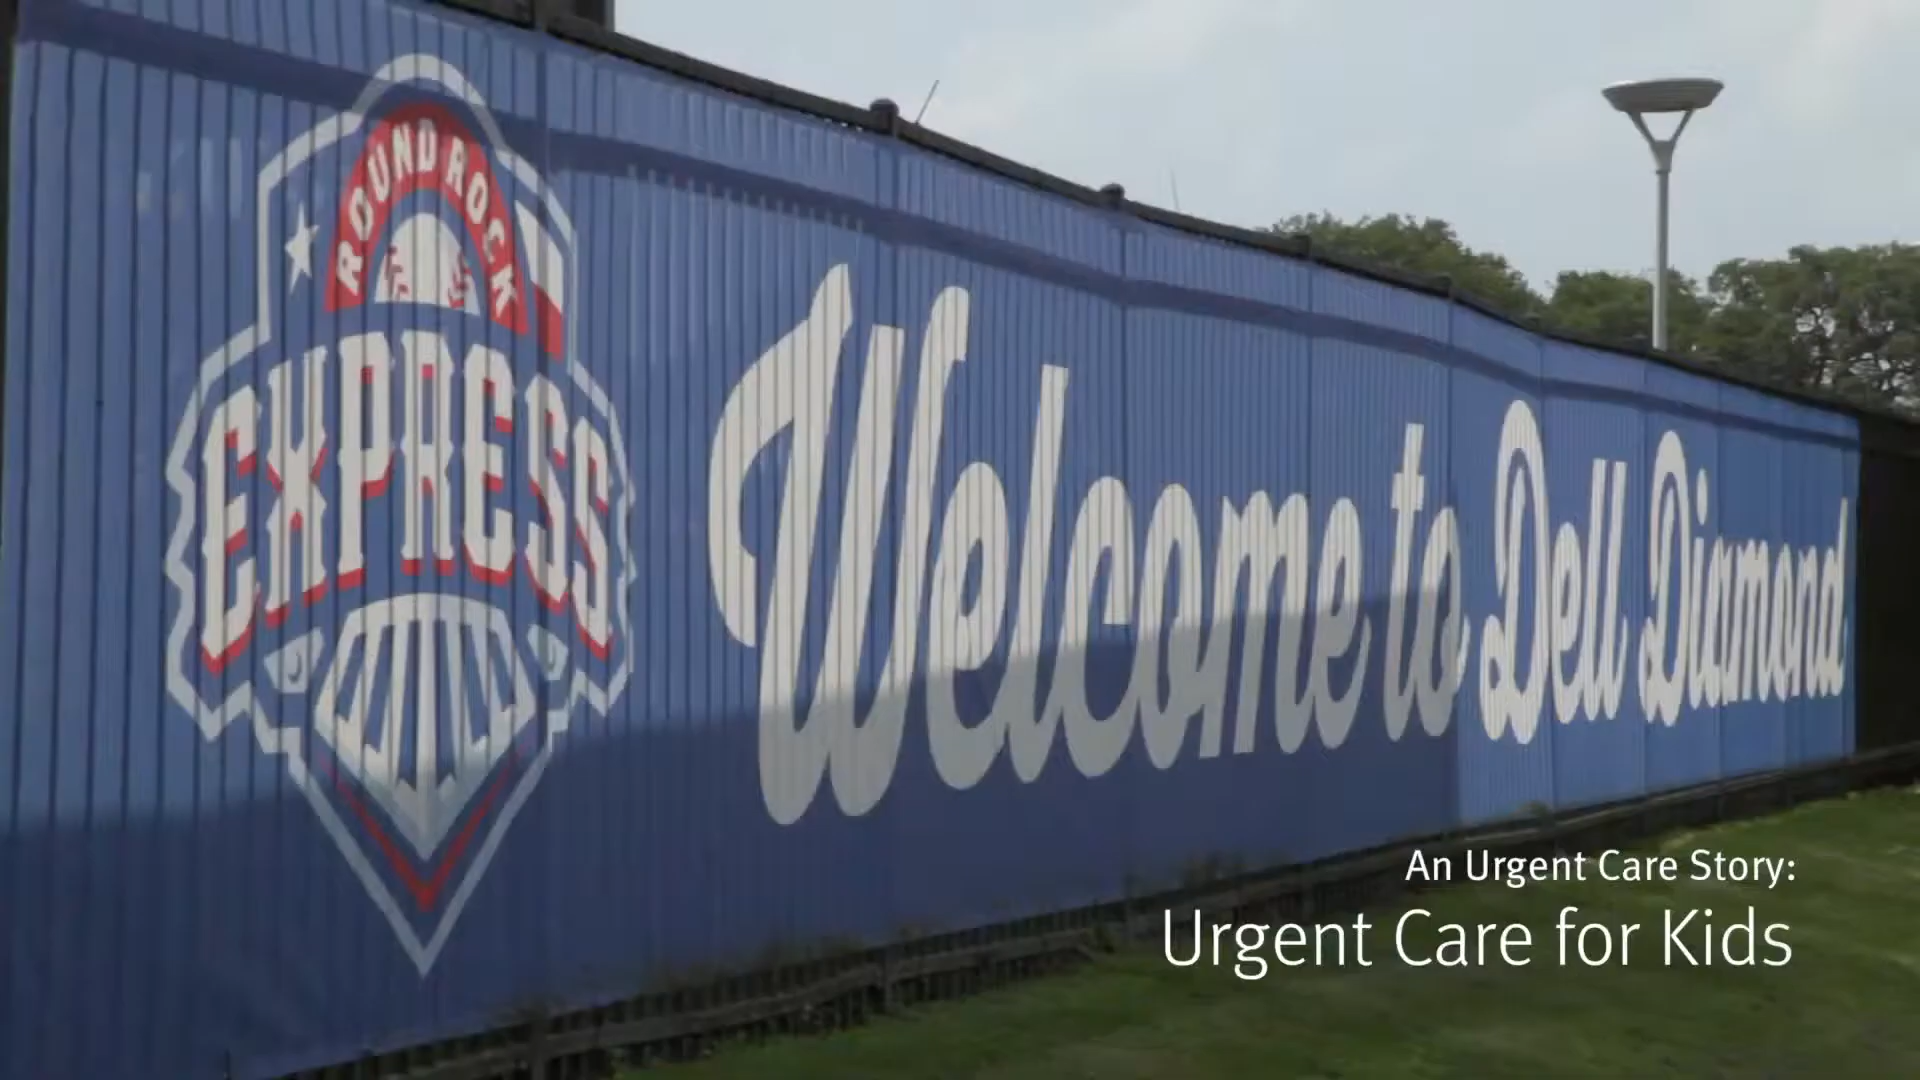 ROUND ROCK
EXPRESS
Welcome to Dell Diamond
An Urgent Care Story:
Urgent Care for Kids